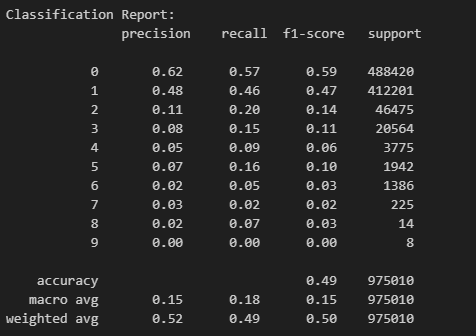 Classification Report:
precision recall f1-score support
0 0.62 0.57 0.59 488420
1 0.48 0.46 0.47 412201
2 0.11 0.20 0.14 46475
3 0.08 0.15 0.11 20564
4 0.05 0.09 0.06 3775
5 0.07 0.16 0.10 1942
6 0.02 0.05 0.03 1386
7 0.03 0.02 0.02 225
8 0.02 0.07 0.03 14
9 0.00 0.00 0.00 8
accuracy 0.49 975010
macro avg 0.15 0.18 0.15 975010
weighted avg 0.52 0.49 0.50 975010